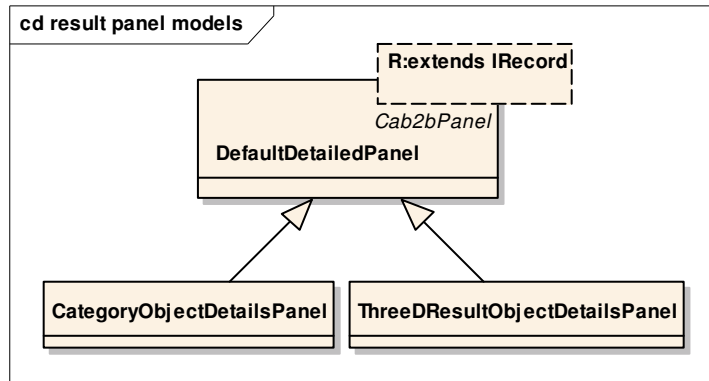 cd result panel models
R:extends IRecord
Cab2bPanel
DefaultDetailedPanel
CategoryObjectDetailsPanel
ThreeDResultObjectDetailsPanel